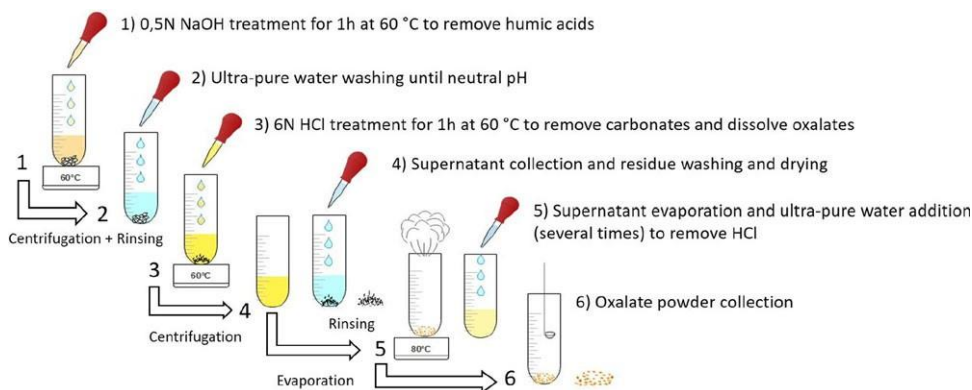 1) 0,5N NaOH treatment for 1h at 60 °C to remove humic acids
2) Ultra-pure water washing until neutral pH
3) 6N HCl treatment for 1h at 60 °C to remove carbonates and dissolve oxalates
1
60°C
4) Supernatant collection and residue washing and drying
2
5) Supernatant evaporation and ultra-pure water addition
(several times) to remove HCl
Centrifugation + Rinsing
3
60°C
4
6) Oxalate powder collection
Centrifugation
Rinsing
5
80°C
Evaporation
6